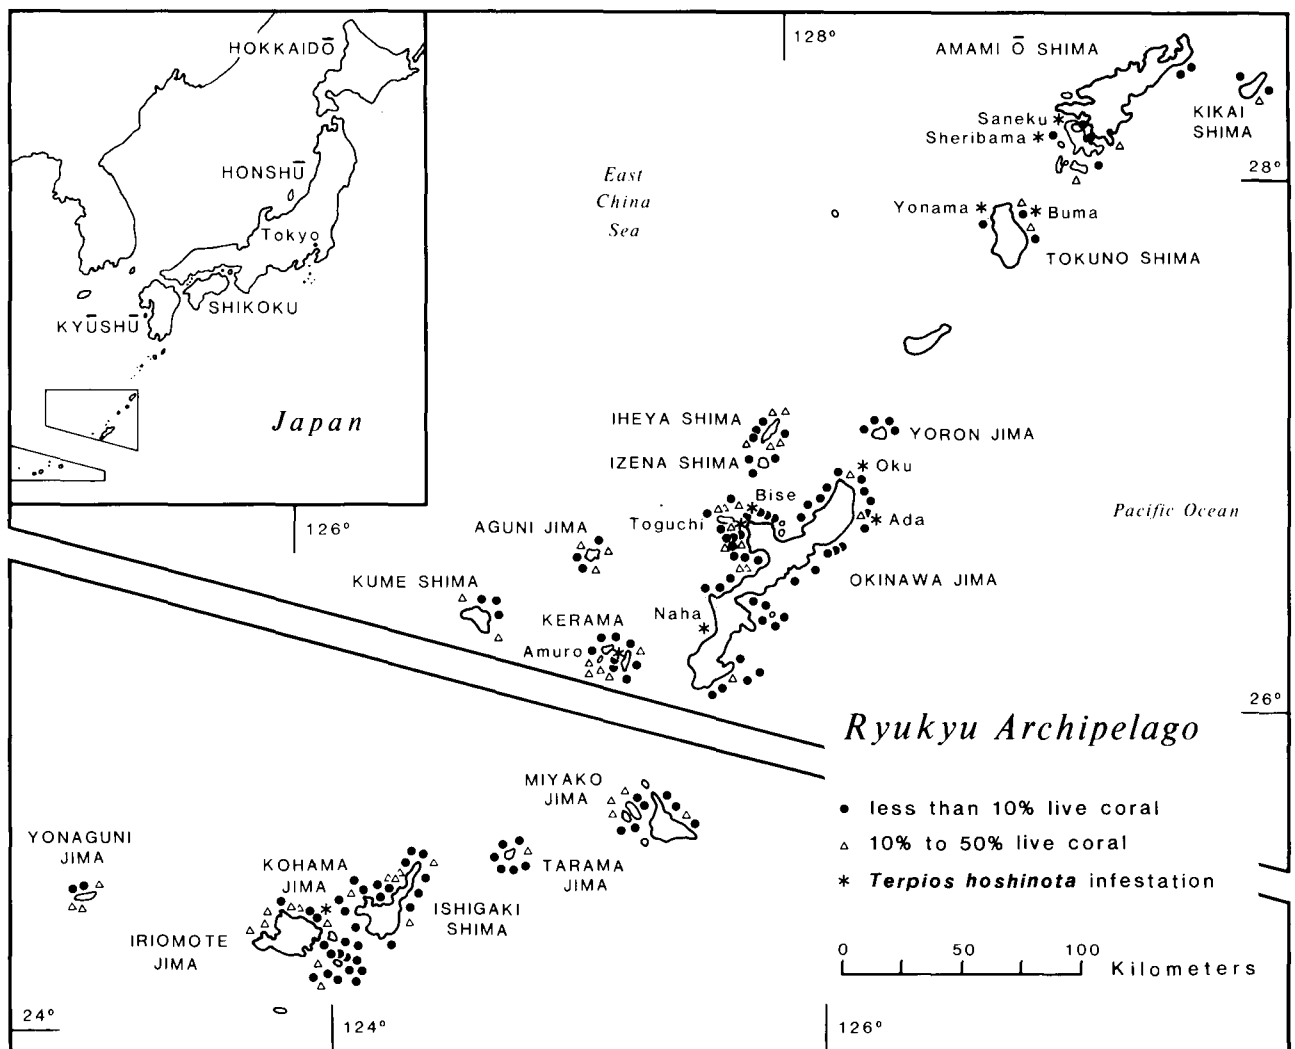 HOKKAIDŌ
HONSHŪ
Tokyo
SHIKOKU
KYŪSHŪ
Japan
128°
AMAMI Ō SHIMA
KIKAI
SHIMA
Saneku
Sheribama
28°
East
China
Sea
Yonama
Buma
TOKUNO SHIMA
IHEYA SHIMA
YORON JIMA
IZENA SHIMA
Oku
Bise
126°
AGUNI JIMA
Toguchi
Ada
Pacific Ocean
KUME SHIMA
OKINAWA JIMA
KERAMA
Naha
Amuro
26°
Ryukyu Archipelago
less than 10% live coral
10% to 50% live coral
Terpios hoshinota infestation
0 50 100
Kilometers
MIYAKO
JIMA
YONAGUNI
JIMA
KOHAMA
JIMA
TARAMA
JIMA
ISHIGAKI
SHIMA
IRIOMOTE
JIMA
24°
124°
126°